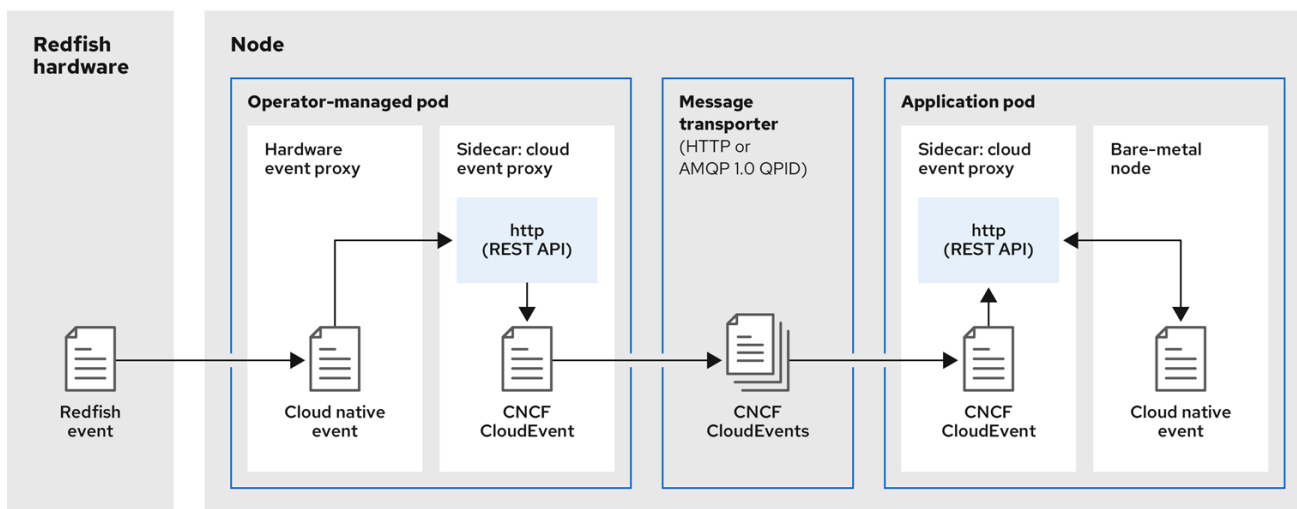 Redfish
hardware
Node
Operator-managed pod
Hardware
event proxy
Sidecar: cloud
event proxy
http
(REST API)
Message
transporter
(HTTP or
AMQP 1.0 QPID)
Application pod
Sidecar: cloud
event proxy
http
(REST API)
Bare-metal
node
Redfish
event
Cloud native
event
CNCF
CloudEvent
CNCF
CloudEvents
CNCF
CloudEvent
Cloud native
event